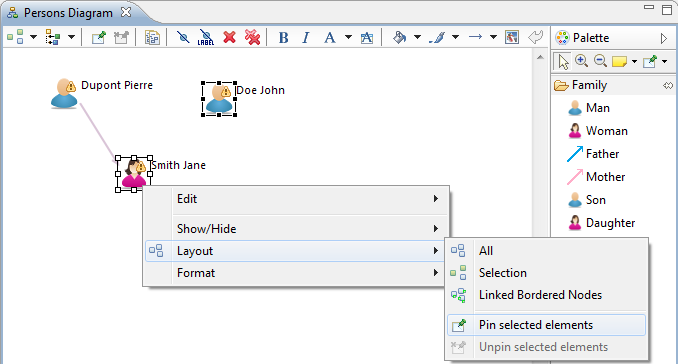 Persons Diagram
LABEL B I A
Palette
Family
Man
Woman
Father
Mother
Son
Daughter
Dupont Pierre
Doe John
Smith Jane
Edit
Show/Hide
Layout
Format
All
Selection
Linked Bordered Nodes
Pin selected elements
Unpin selected elements